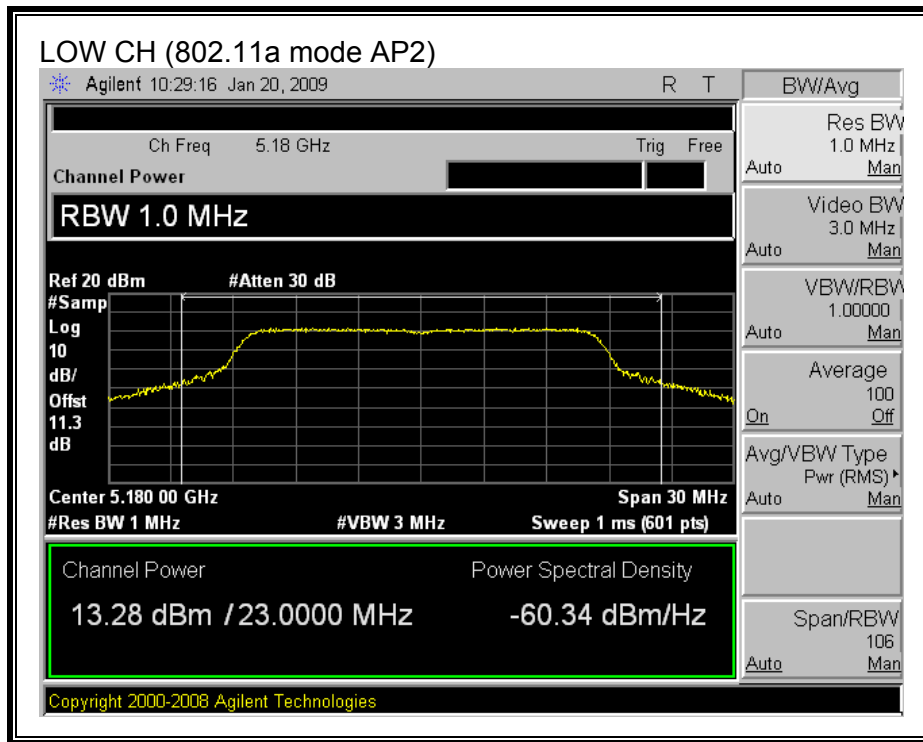 LOW CH (802.11a mode AP2)
Agilent 10:29:16 Jan 20, 2009 R T
Ch Freq 5.18 GHz Trig Free
Channel Power
RBW 1.0 MHz
Ref 20 dBm #Atten 30 dB
#Samp
Log
10
dB/
Offst
11.3
dB
Center 5.180 00 GHz Span 30 MHz
#Res BW 1 MHz #VBW 3 MHz Sweep 1 ms (601 pts)
Channel Power Power Spectral Density
13.28 dBm / 23.0000 MHz -60.34 dBm/Hz
Copyright 2000-2008 Agilent Technologies
BW/Avg
Res BW
1.0 MHz
Auto Man
Video BW
3.0 MHz
Auto Man
VBW/RBW
1.00000
Auto Man
Average
100
On Off
Avg/VBW Type
Pwr (RMS)
Auto Man
Span/RBW
106
Auto Man